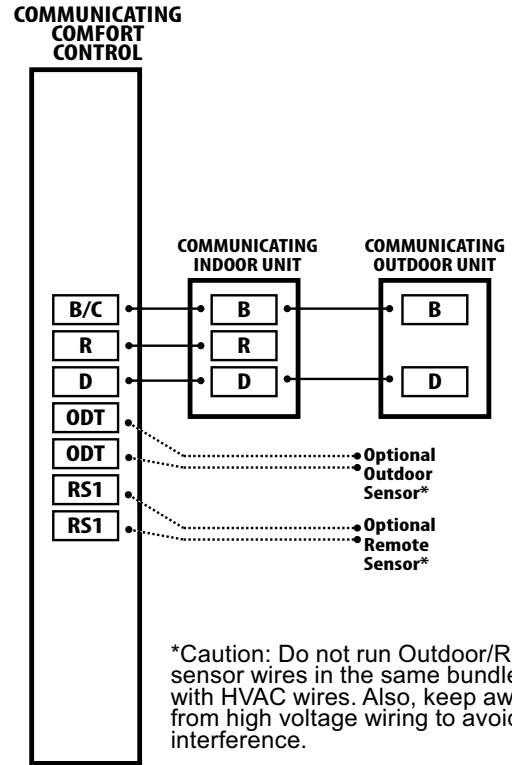 COMMUNICATING
COMFORT
CONTROL
COMMUNICATING
INDOOR UNIT
COMMUNICATING
OUTDOOR UNIT
B/C
B
B
R
R
D
D
D
ODT
ODT
Optional
Outdoor
Sensor*
RS1
RS1
Optional
Remote
Sensor*
*Caution: Do not run Outdoor/R
sensor wires in the same bundle
with HVAC wires. Also, keep aw
from high voltage wiring to avoi
interference.